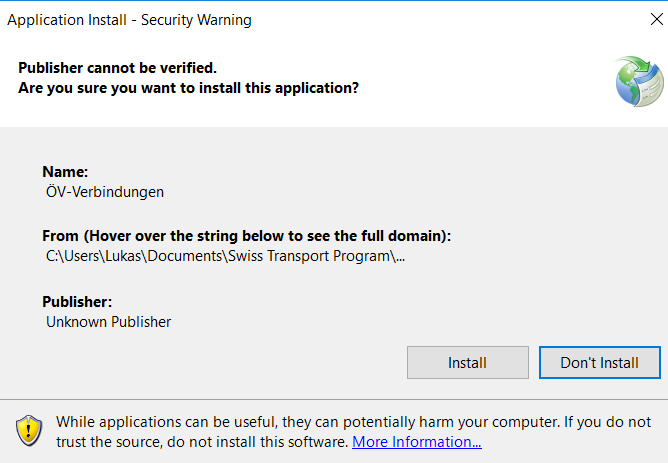 Application Install - Security Warning
Publisher cannot be verified.
Are you sure you want to install this application?
Name:
ÖV-Verbindungen
From (Hover over the string below to see the full domain):
C:\Users\Lukas\Documents\Swiss Transport Program\...
Publisher:
Unknown Publisher
Install
Don't Install
While applications can be useful, they can potentially harm your computer. If you do not
trust the source, do not install this software. More Information...